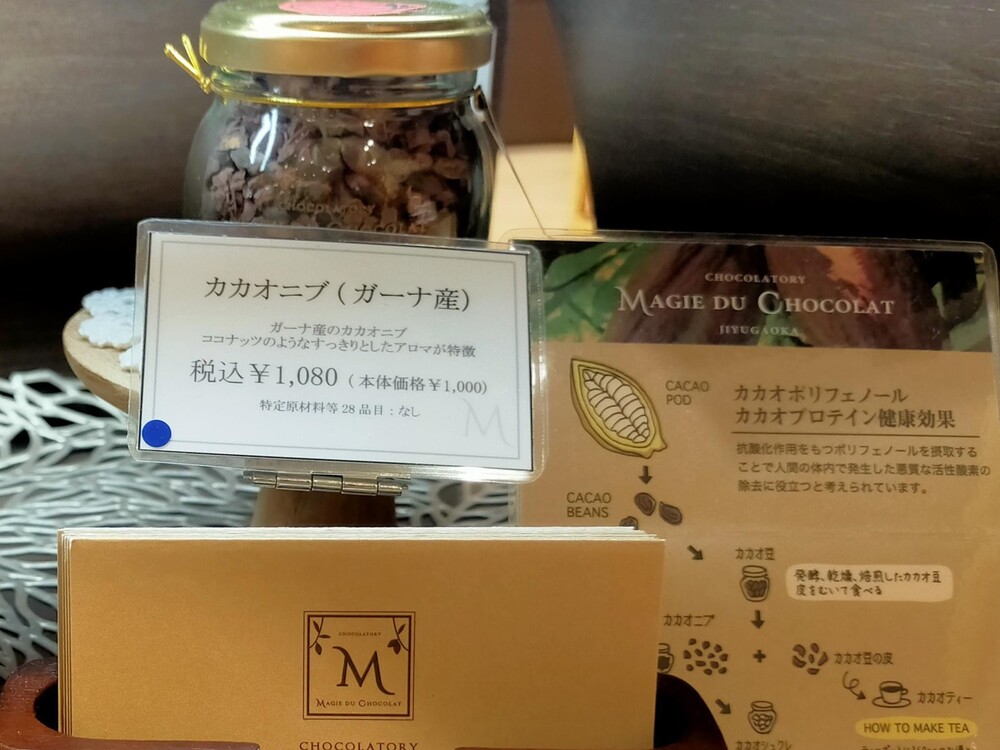 カカオニブ(ガーナ産)
ガーナ産のカカオニブ
ココナッツのようなすっきりとしたアロマが特徴
税込￥1,080(本体価格￥1,000)
特定原材料等28品目:なし
M
CHOCOLATORY
MAGIE DU CHOCOLAT
JIYUGAOKA
CACAO
POD
カカオポリフェノール
カカオプロテイン健康効果
抗酸化作用をもつポリフェノールを摂取する
ことで人間の体内で発生した悪質な活性酸素の
除去に役立つと考えられています。
CACAO
BEANS
カカオ豆
発酵、乾燥、焙煎したカカオ豆
皮をむいて食べる
カカオニブ
+
カカオ豆の皮
カカオティー
HOW TO MAKE TEA
CHOCOLATORY
M
MAGIE DU CHOCOLAT
CHOCOLATORY